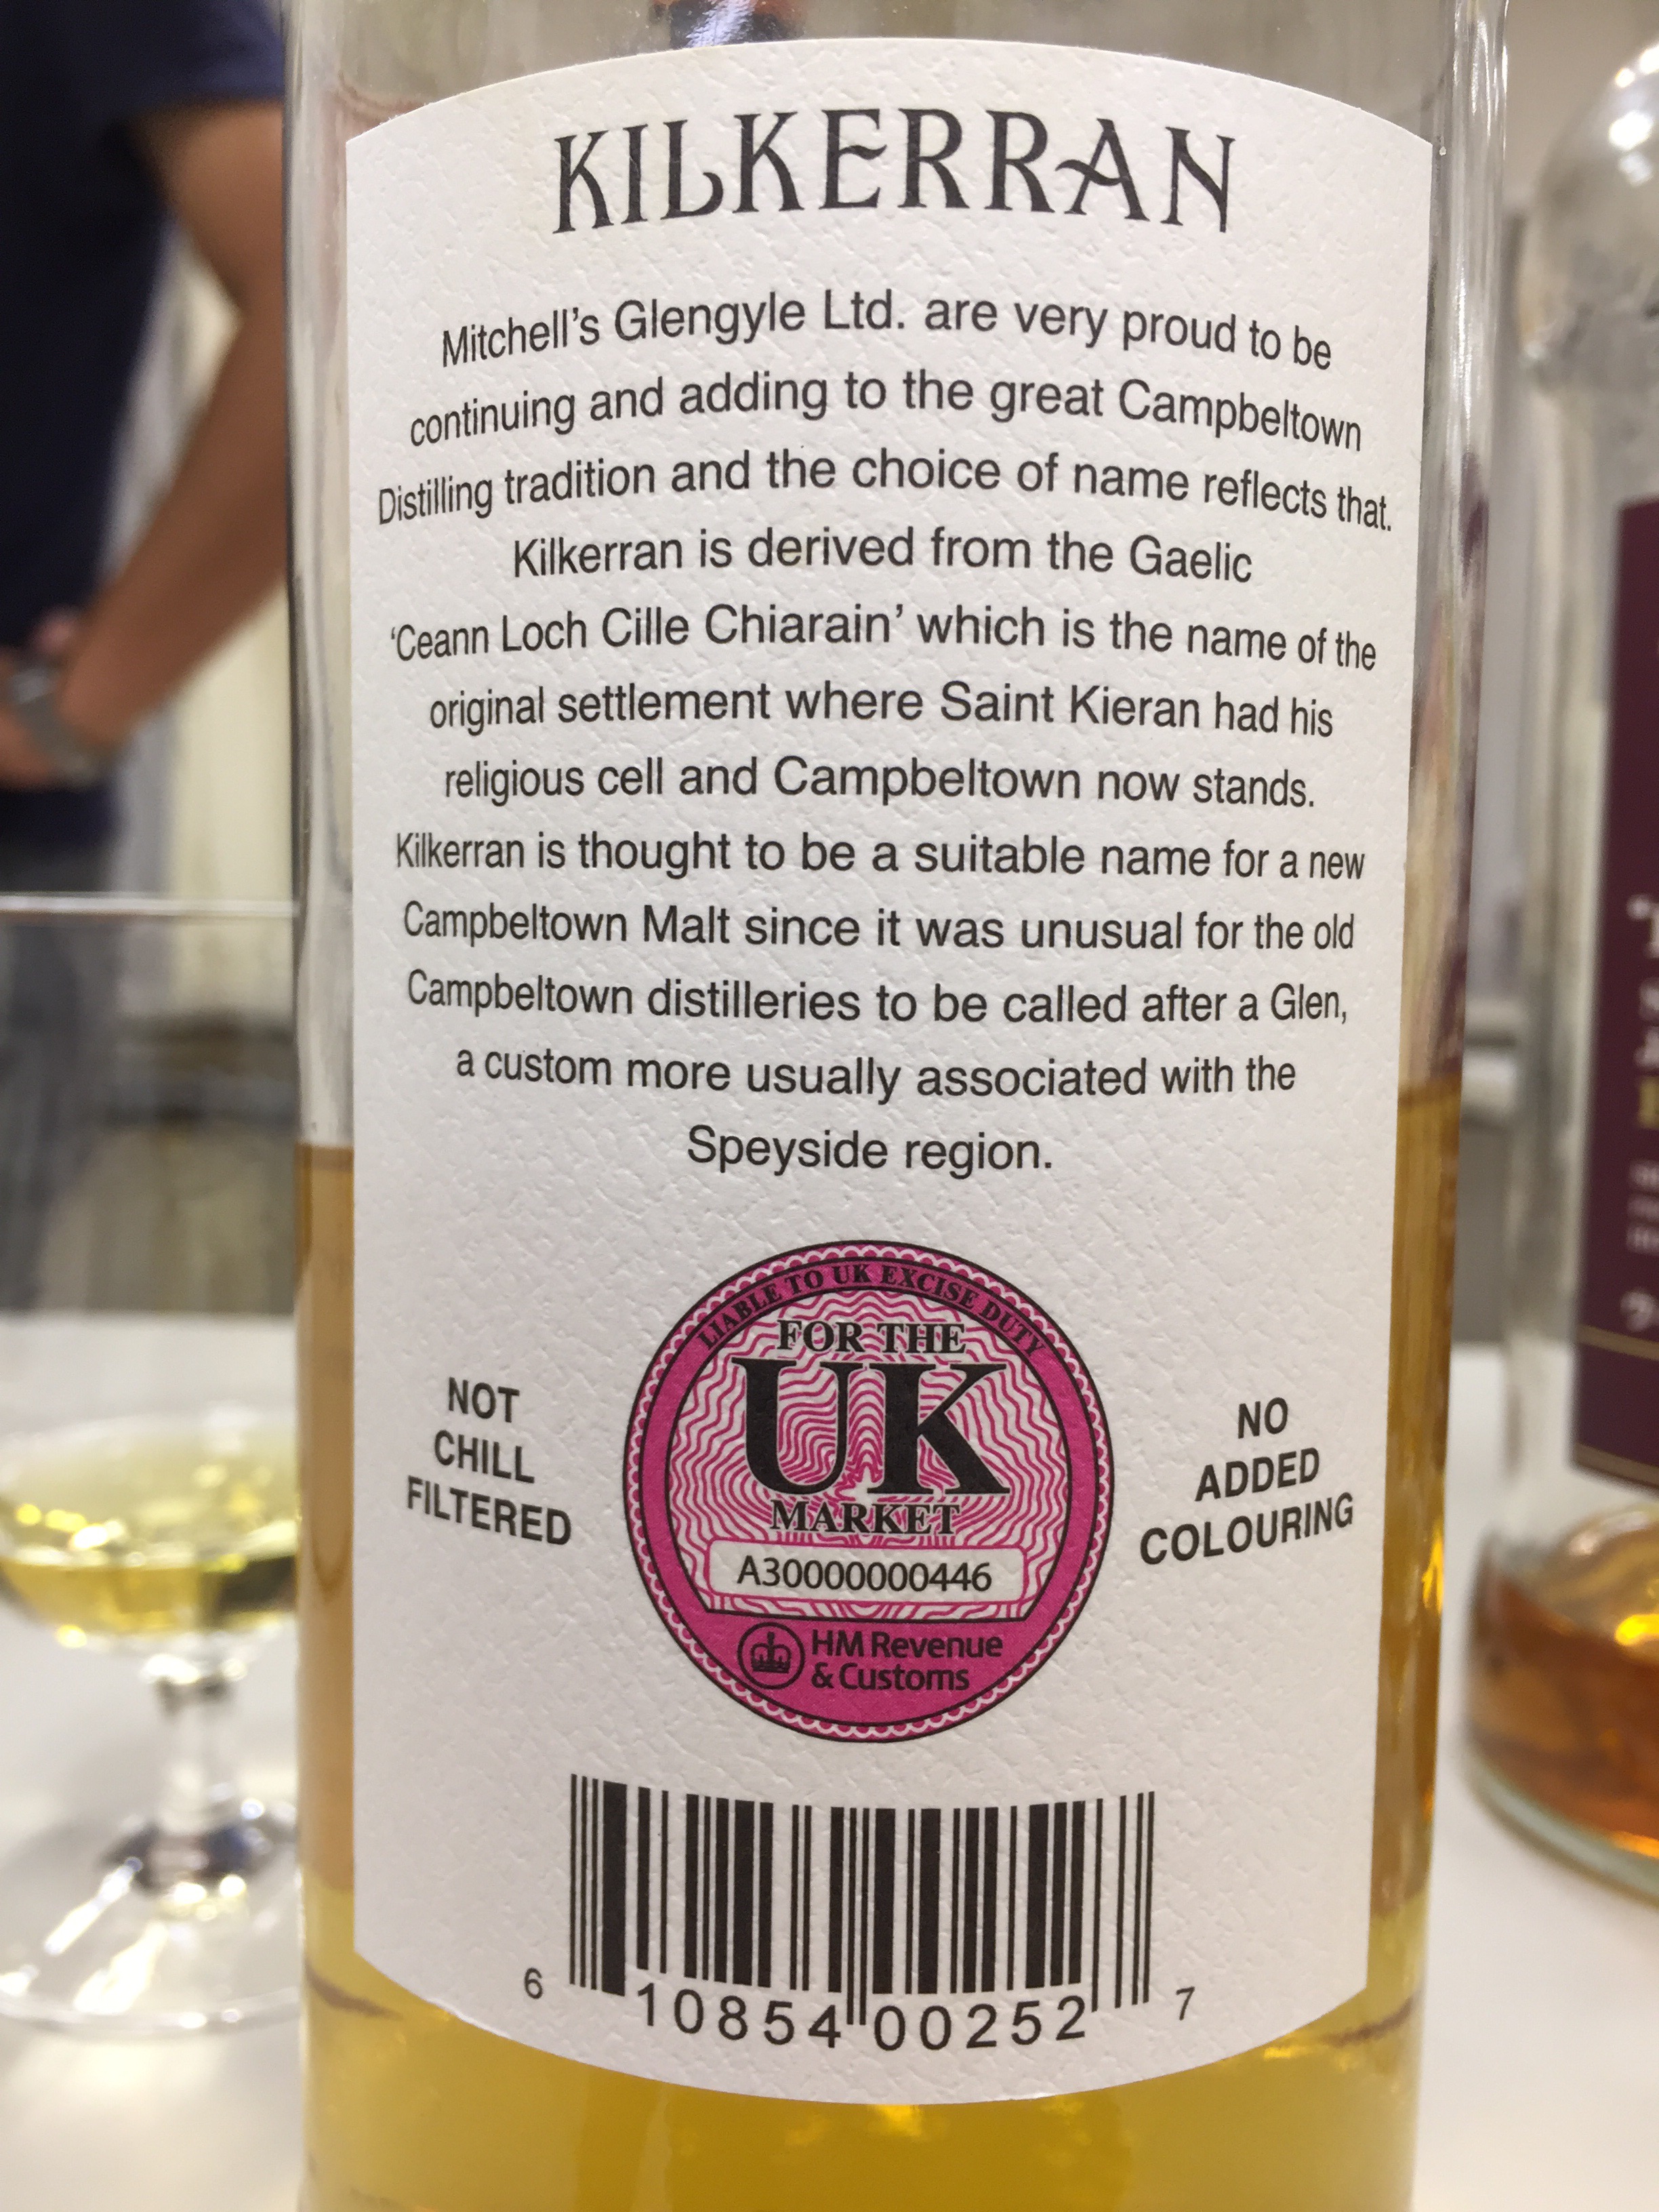 KILKERRAN
Mitchell's Glengyle Ltd. are very proud to be
continuing and adding to the great Campbeltown
Distilling tradition and the choice of name reflects that.
Kilkerran is derived from the Gaelic
'Ceann Loch Cille Chiarain' which is the name of the
original settlement where Saint Kieran had his
religious cell and Campbeltown now stands.
Kilkerran is thought to be a suitable name for a new
Campbeltown Malt since it was unusual for the old
Campbeltown distilleries to be called after a Glen,
a custom more usually associated with the
Speyside region.
NOT
CHILL
FILTERED
LIABLE TO UK EXCISE DUTY
FOR THE
UK
MARKET
A30000000446
HM Revenue
& Customs
NO
ADDED
COLOURING
6 10854 00252 7